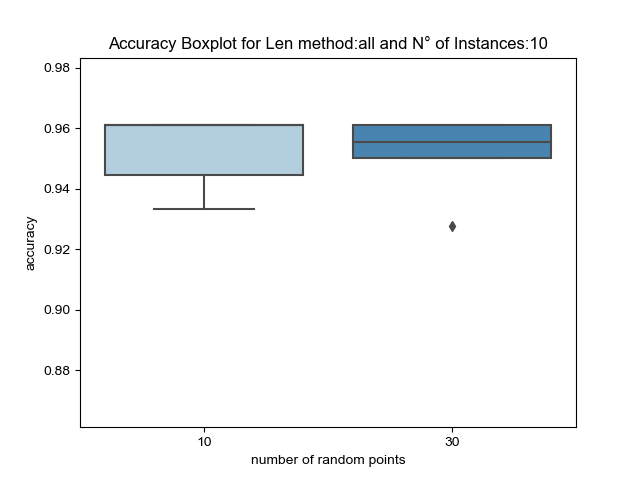 Accuracy Boxplot for Len method:all and N° of Instances:10
0.98
0.96
0.94
0.92
0.90
0.88
accuracy
10
30
number of random points